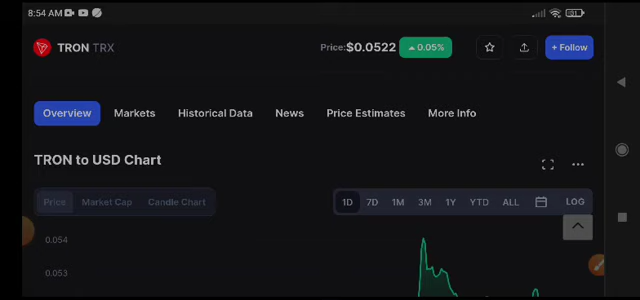 8:54 AM
TRON TRX Price:$0.0522 0.05% + Follow
Overview Markets Historical Data News Price Estimates More Info
TRON to USD Chart
Price Market Cap Candle Chart 1D 7D 1M 3M 1Y YTD ALL LOG
0.054
0.053